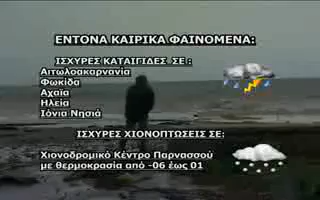 ΕΝΤΟΝΑ ΚΑΙΡΙΚΑ ΦΑΙΝΟΜΕΝΑ:
ΙΣΧΥΡΕΣ ΚΑΤΑΙΓΙΔΕΣ ΣΕ :
Αιτωλοακαρνανία
Φωκίδα
Αχαΐα
Ηλεία
Ιόνια Νησιά
ΙΣΧΥΡΕΣ ΧΙΟΝΟΠΤΩΣΕΙΣ ΣΕ:
Χιονοδρομικό Κέντρο Παρνασσού
με θερμοκρασία από -06 έως 01